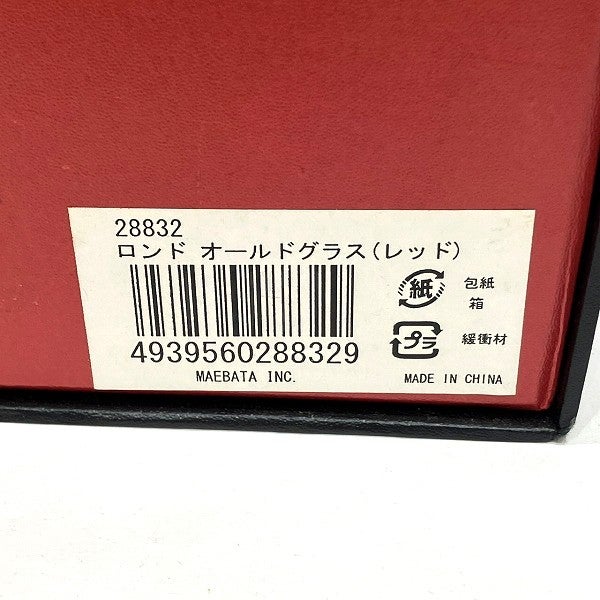 28832
ロンド オールドグラス(レッド)
紙 包紙
箱
プラ 緩衝材
4939560288329
MAEBATA INC.
MADE IN CHINA